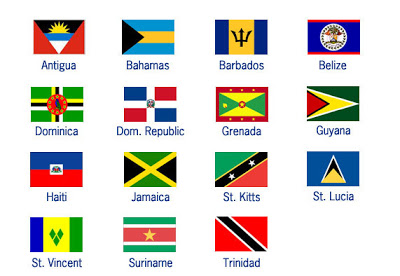 Antigua
Bahamas
Barbados
Belize
Dominica
Dom. Republic
Grenada
Guyana
Haiti
Jamaica
St. Kitts
St. Lucia
St. Vincent
Suriname
Trinidad